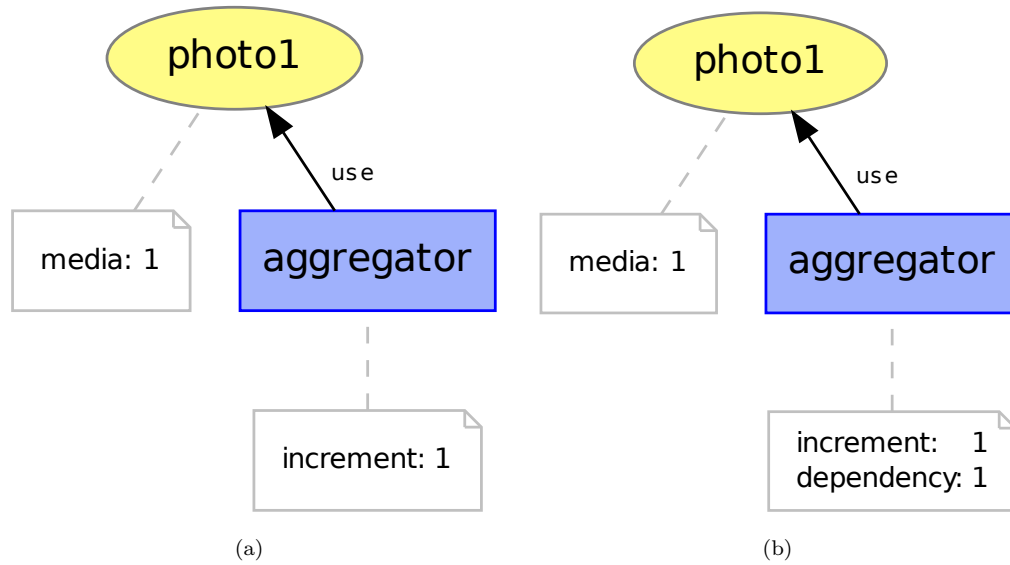 photo1
use
media: 1
aggregator
increment: 1
(a)
photo1
use
media: 1
aggregator
increment: 1
dependency: 1
(b)